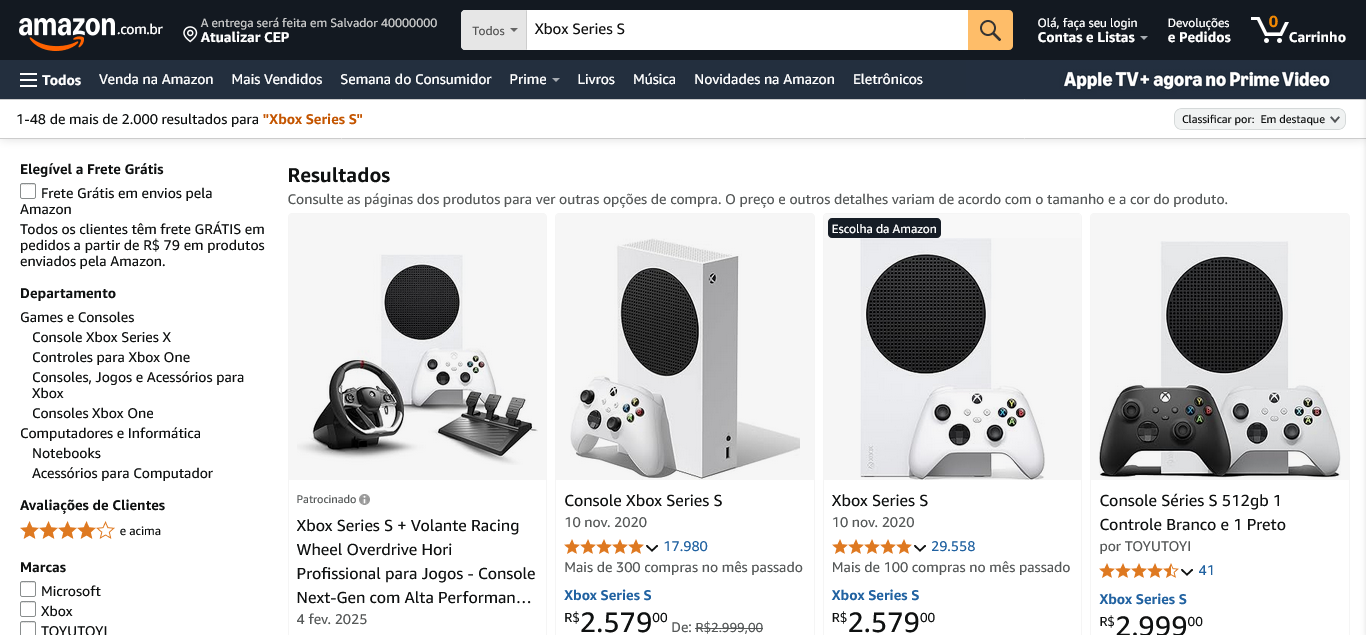 amazon.com.br
A entrega será feita em Salvador 40000000
Atualizar CEP
Todos
Xbox Series S
Olá, faça seu login
Contas e Listas
Devoluções
e Pedidos
0
Carrinho
Todos
Venda na Amazon
Mais Vendidos
Semana do Consumidor
Prime
Livros
Música
Novidades na Amazon
Eletrônicos
Apple TV+ agora no Prime Video
1-48 de mais de 2.000 resultados para "Xbox Series S"
Classificar por: Em destaque
Elegível a Frete Grátis
Frete Grátis em envios pela
Amazon
Todos os clientes têm frete GRÁTIS em
pedidos a partir de R$ 79 em produtos
enviados pela Amazon.
Departamento
Games e Consoles
Console Xbox Series X
Controles para Xbox One
Consoles, Jogos e Acessórios para
Xbox
Consoles Xbox One
Computadores e Informática
Notebooks
Acessórios para Computador
Avaliações de Clientes
e acima
Marcas
Microsoft
Xbox
TOYUTOYI
Resultados
Consulte as páginas dos produtos para ver outras opções de compra. O preço e outros detalhes variam de acordo com o tamanho e a cor do produto.
Patrocinado
Xbox Series S + Volante Racing
Wheel Overdrive Hori
Profissional para Jogos - Console
Next-Gen com Alta Performan…
4 fev. 2025
Console Xbox Series S
10 nov. 2020
17.980
Mais de 300 compras no mês passado
Xbox Series S
R$2.57900 De: R$2.999,00
Escolha da Amazon
Xbox Series S
10 nov. 2020
29.558
Mais de 100 compras no mês passado
Xbox Series S
R$2.57900
Console Séries S 512gb 1
Controle Branco e 1 Preto
por TOYUTOYI
41
Xbox Series S
R$2.99900